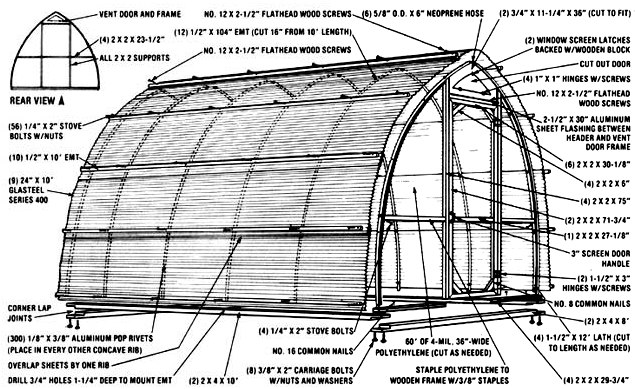 VENT DOOR AND FRAME
(4) 2 X 2 X 23-1/2"
ALL 2 X 2 SUPPORTS
REAR VIEW
NO. 12 X 2-1/2" FLATHEAD WOOD SCREWS
(12) 1/2" X 104" EMT (CUT 16" FROM 10' LENGTH)
NO. 12 X 2-1/2" FLATHEAD WOOD SCREWS
(6) 5/8" O.D. X 6" NEOPRENE HOSE
(2) 3/4" X 11-1/4" X 36" (CUT TO FIT)
(2) WINDOW SCREEN LATCHES
BACKED W/WOODEN BLOCK
CUT OUT DOOR
(4) 1" X 1" HINGES W/SCREWS
NO. 12 X 2-1/2" FLATHEAD
WOOD SCREWS
2-1/2" X 30" ALUMINUM
SHEET FLASHING BETWEEN
HEADER AND VENT
DOOR FRAME
(6) 2 X 2 X 30-1/8"
(4) 2 X 2 X 6"
(4) 2 X 2 X 75"
(2) 2 X 2 X 71-3/4"
(1) 2 X 2 X 27-1/8"
3" SCREEN DOOR
HANDLE
(2) 1-1/2" X 3"
HINGES W/SCREWS
NO. 8 COMMON NAILS
(2) 2 X 4 X 8'
(4) 1-1/2" X 12' LATH (CUT
TO LENGTH AS NEEDED)
(4) 2 X 2 X 29-3/4"
(56) 1/4" X 2" STOVE
BOLTS W/NUTS
(10) 1/2" X 10' EMT
(9) 24" X 10'
GLASTEEL
SERIES 400
CORNER LAP
JOINTS
(300) 1/8" X 3/8" ALUMINUM POP RIVETS
(PLACE IN EVERY OTHER CONCAVE RIB)
OVERLAP SHEETS BY ONE RIB
DRILL 3/4" HOLES 1-1/4" DEEP TO MOUNT EMT
(2) 2 X 4 X 10'
(4) 1/4" X 2" STOVE BOLTS
NO. 16 COMMON NAILS
(8) 3/8" X 2" CARRIAGE BOLTS
W/NUTS AND WASHERS
60' OF 4-MIL. 36"-WIDE
POLYETHYLENE (CUT AS NEEDED)
STAPLE POLYETHYLENE TO
WOODEN FRAME W/3/8" STAPLES